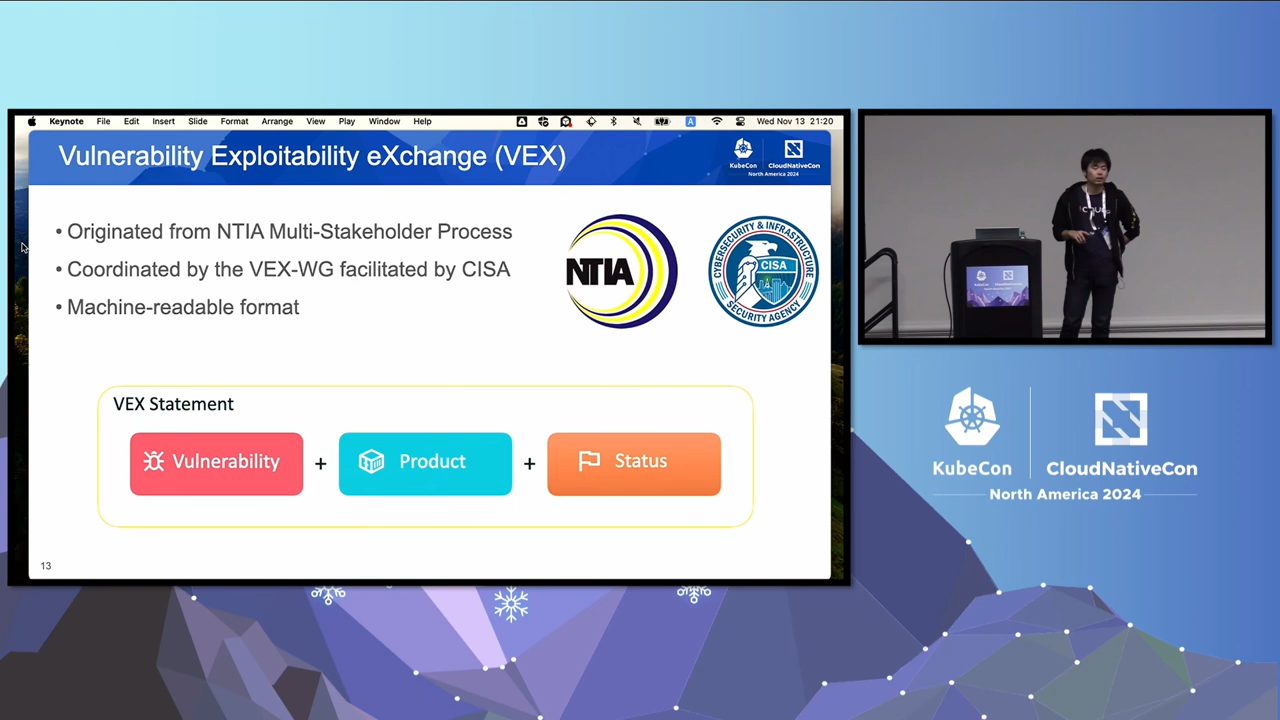 Keynote File Edit Insert Slide Format Arrange View Play Window Help
A Wed Nov 13 21:20
Vulnerability Exploitability eXchange (VEX)
KubeCon CloudNativeCon
North America 2024
• Originated from NTIA Multi-Stakeholder Process
• Coordinated by the VEX-WG facilitated by CISA
• Machine-readable format
NTIA
CYBERSECURITY & INFRASTRUCTURE
CISA
SECURITY AGENCY
VEX Statement
Vulnerability + Product + Status
13
KubeCon CloudNativeCon
North America 2024